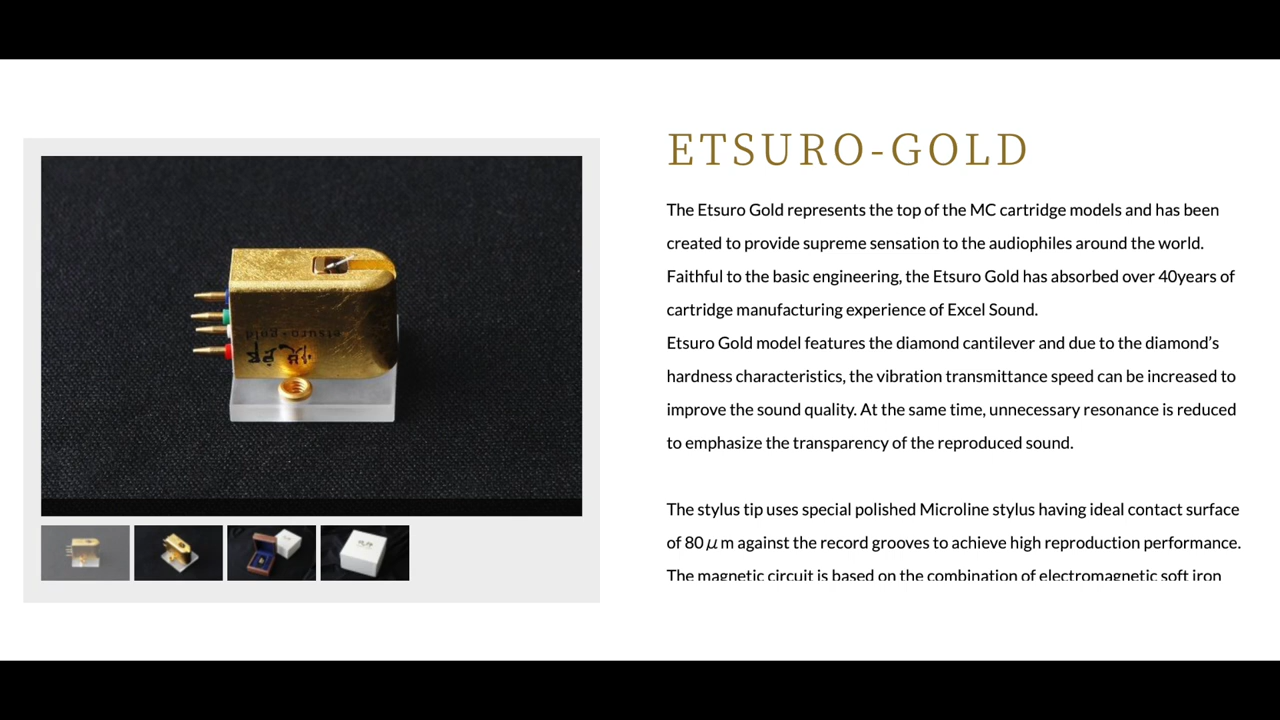 ETSURO-GOLD
The Etsuro Gold represents the top of the MC cartridge models and has been
created to provide supreme sensation to the audiophiles around the world.
Faithful to the basic engineering, the Etsuro Gold has absorbed over 40years of
cartridge manufacturing experience of Excel Sound.
Etsuro Gold model features the diamond cantilever and due to the diamond’s
hardness characteristics, the vibration transmittance speed can be increased to
improve the sound quality. At the same time, unnecessary resonance is reduced
to emphasize the transparency of the reproduced sound.
The stylus tip uses special polished Microline stylus having ideal contact surface
of 80μm against the record grooves to achieve high reproduction performance.
The magnetic circuit is based on the combination of electromagnetic soft iron
etsuro-gold